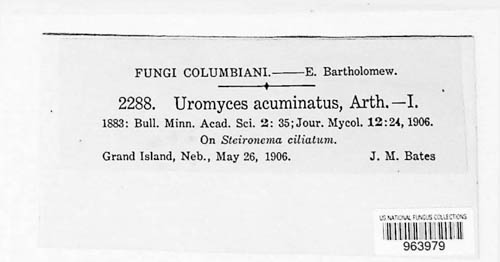 FUNGI COLUMBIANI.——E. Bartholomew.
2288. Uromyces acuminatus, Arth.—I.
1883: Bull. Minn. Acad. Sci. 2: 35; Jour. Mycol. 12:24, 1906.
On Steironema ciliatum.
Grand Island, Neb., May 26, 1906. J. M. Bates
US NATIONAL FUNGUS COLLECTIONS
963979